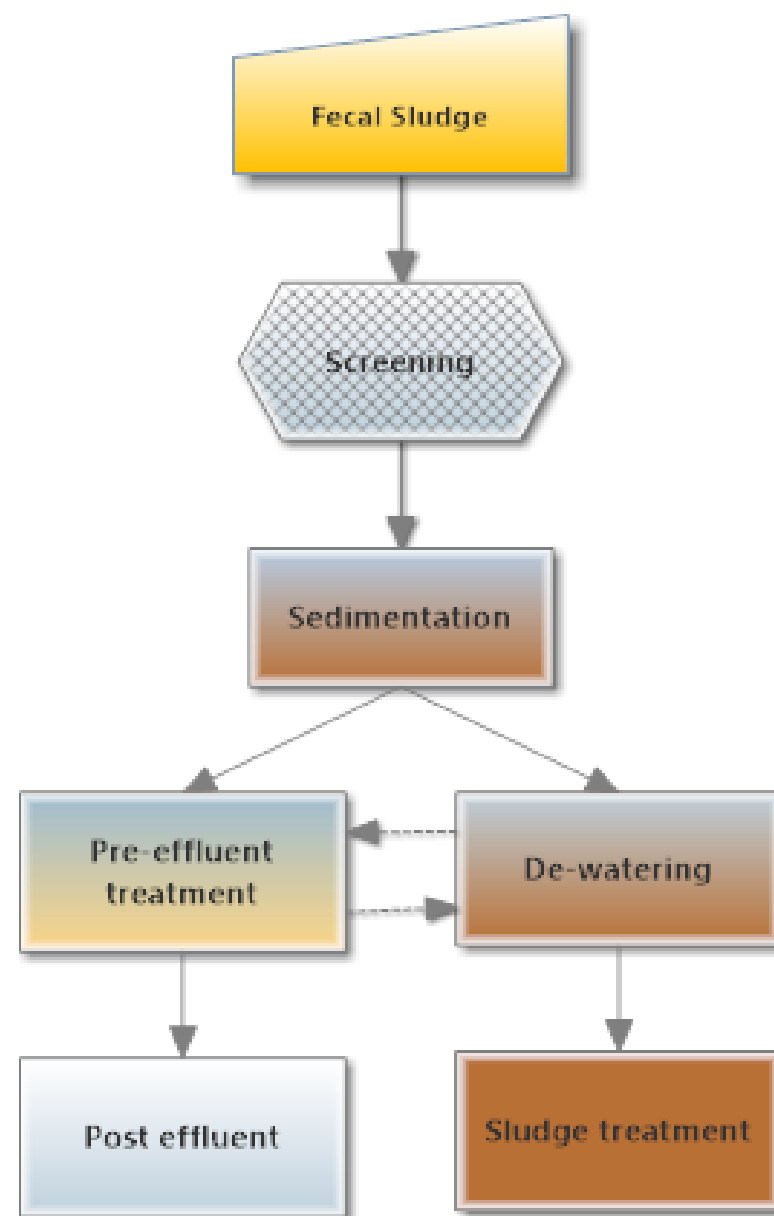 Fecal Sludge
Screening
Sedimentation
Pre-effluent
treatment
De-watering
Post effluent
Sludge treatment